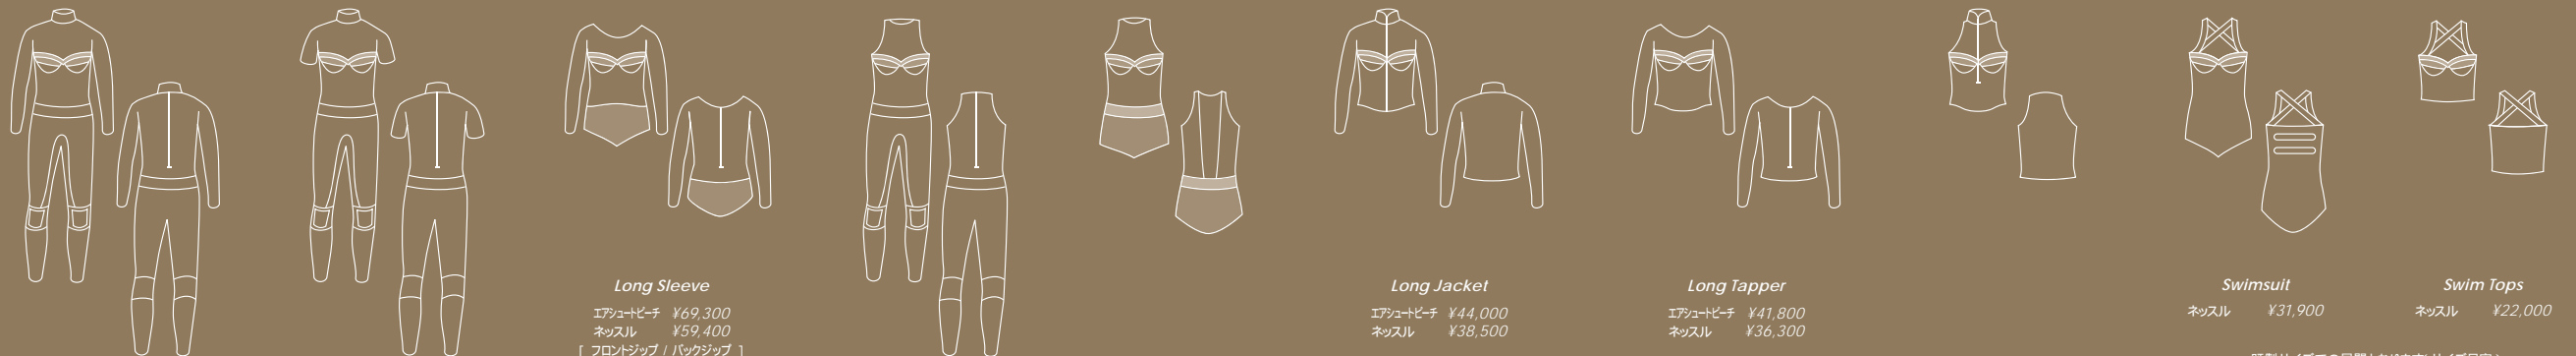 Long Sleeve
エアシュートピーチ ¥69,300
ネッスル ¥59,400
[ フロントジップ / バックジップ ]
Long Jacket
エアシュートピーチ ¥44,000
ネッスル ¥38,500
Long Tapper
エアシュートピーチ ¥41,800
ネッスル ¥36,300
Swimsuit
ネッスル ¥31,900
Swim Tops
ネッスル ¥22,000